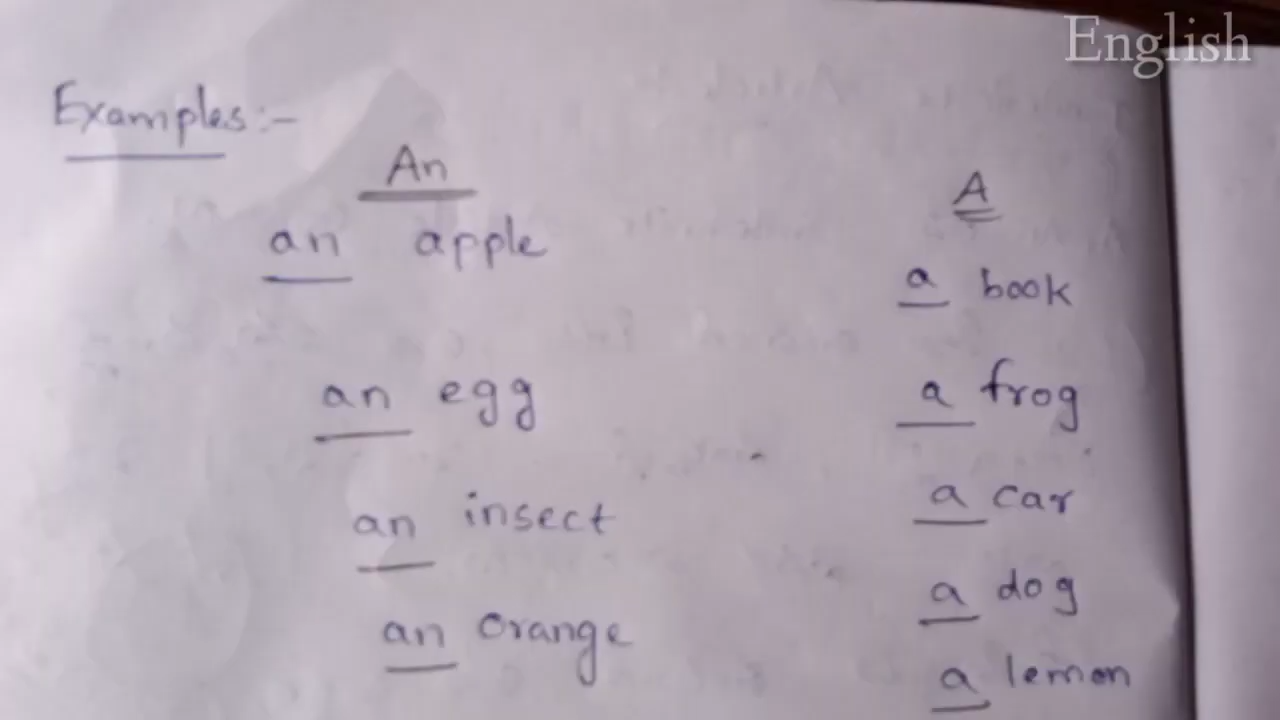 English
Examples:-
An
an apple
an egg
an insect
an orange
A
a book
a frog
a car
a dog
a lemon